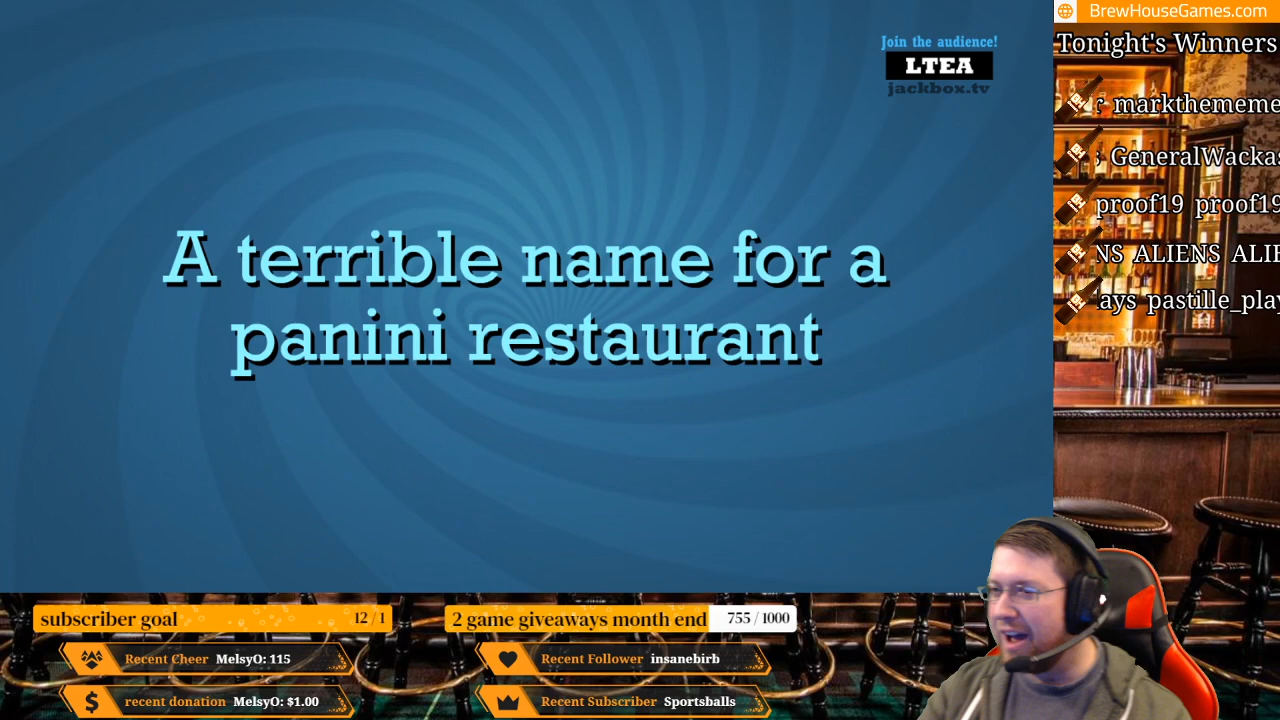 BrewHouseGames.com
Join the audience!
LTEA
jackbox.tv
Tonight's Winners
markthememe
GeneralWackas
proof19 proof19
NS ALIENS ALIE
ays pastille_play
A terrible name for a
panini restaurant
subscriber goal 12 / 1
2 game giveaways month end 755 / 1000
Recent Cheer MelsyO: 115
Recent Follower insanebirb
recent donation MelsyO: $1.00
Recent Subscriber Sportsballs